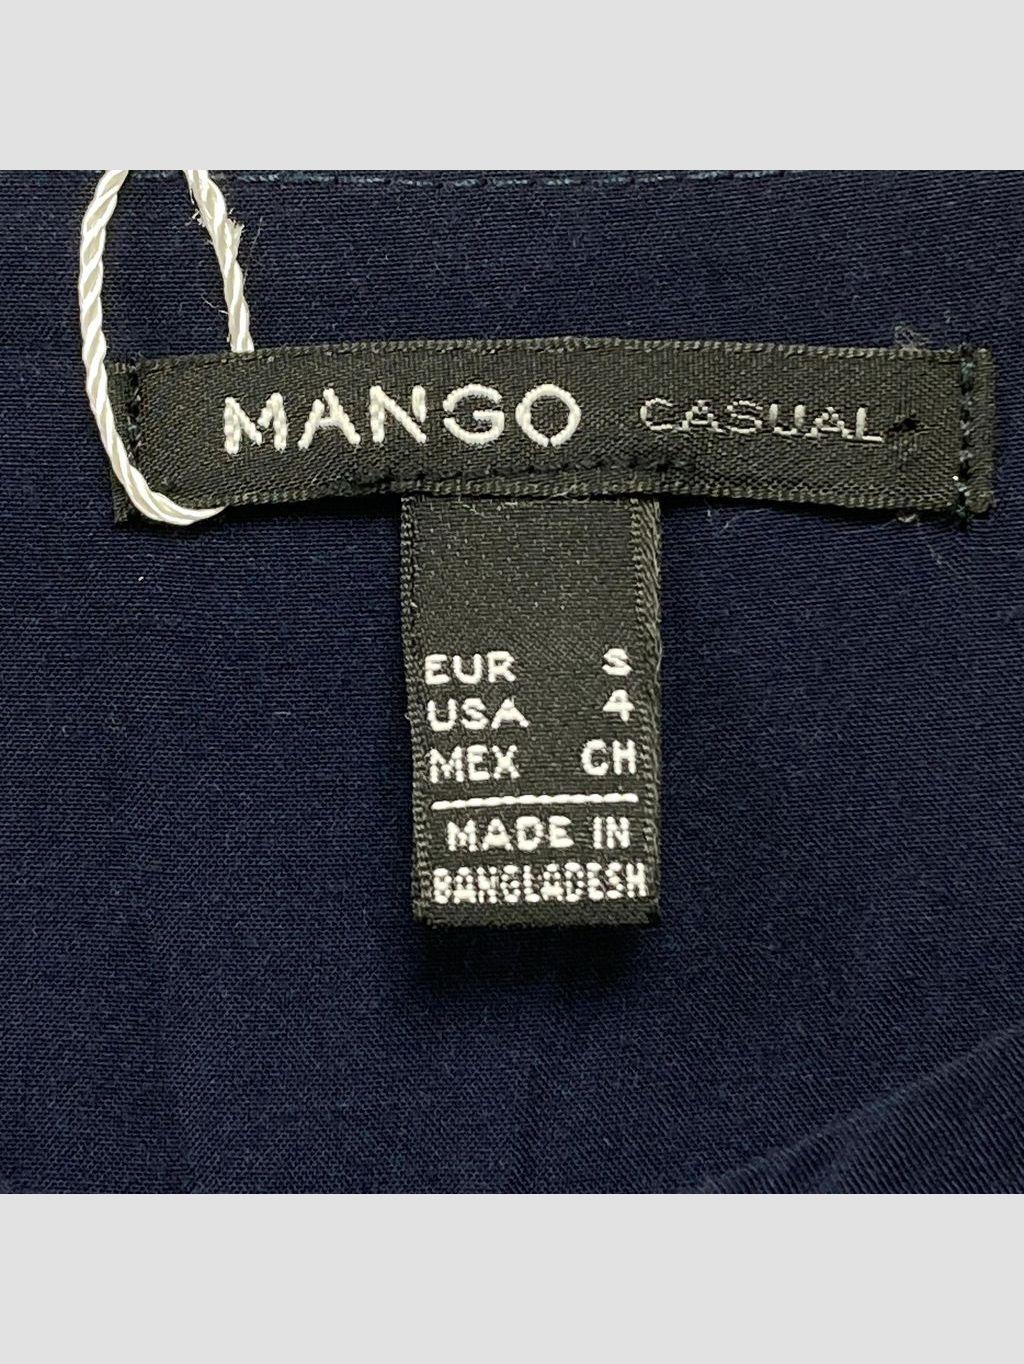 MANGO CASUAL
EUR S
USA 4
MEX CH
MADE IN
BANGLADESH